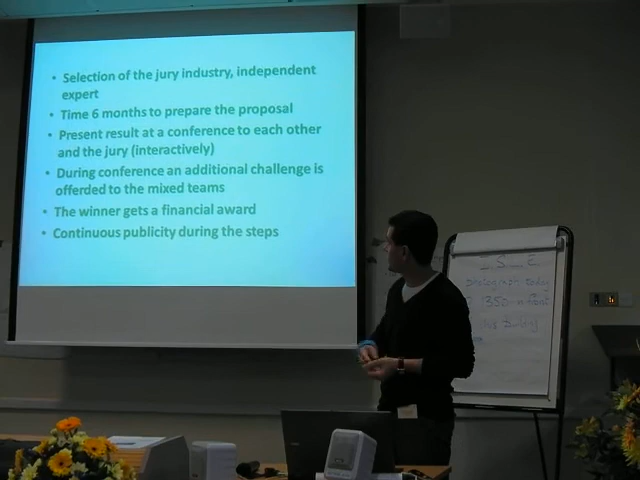 • Selection of the jury industry, independent
expert
• Time 6 months to prepare the proposal
• Present result at a conference to each other
and the jury (interactively)
• During conference an additional challenge is
offerded to the mixed teams
• The winner gets a financial award
• Continuous publicity during the steps
I.S. E.
today
1350